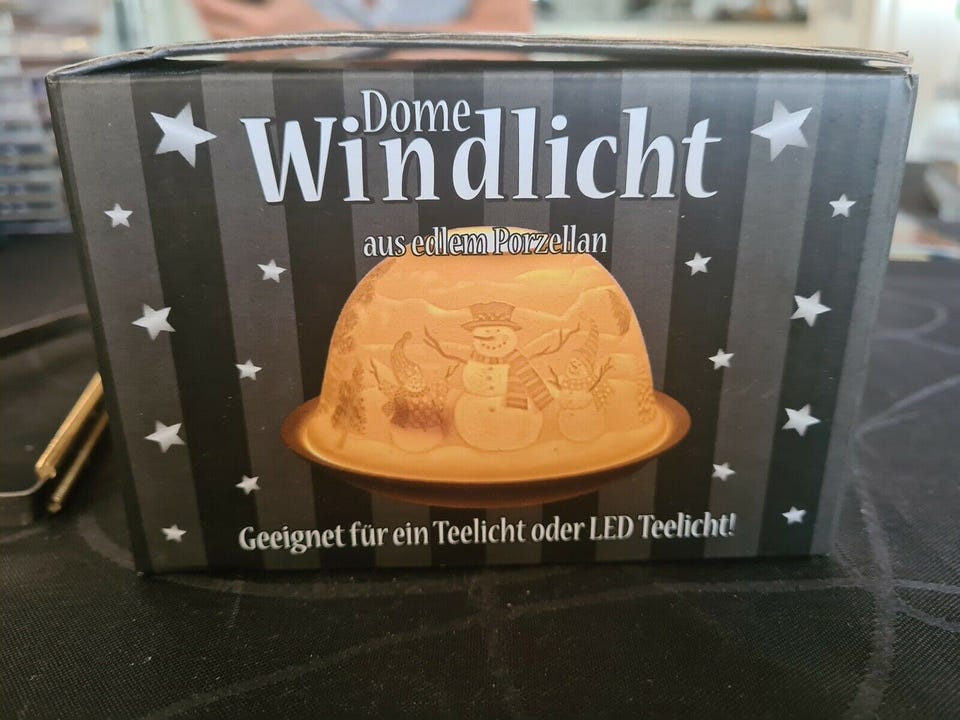 Dome
Windlicht
aus edlem Porzellan
Geeignet für ein Teelicht oder LED Teelicht!